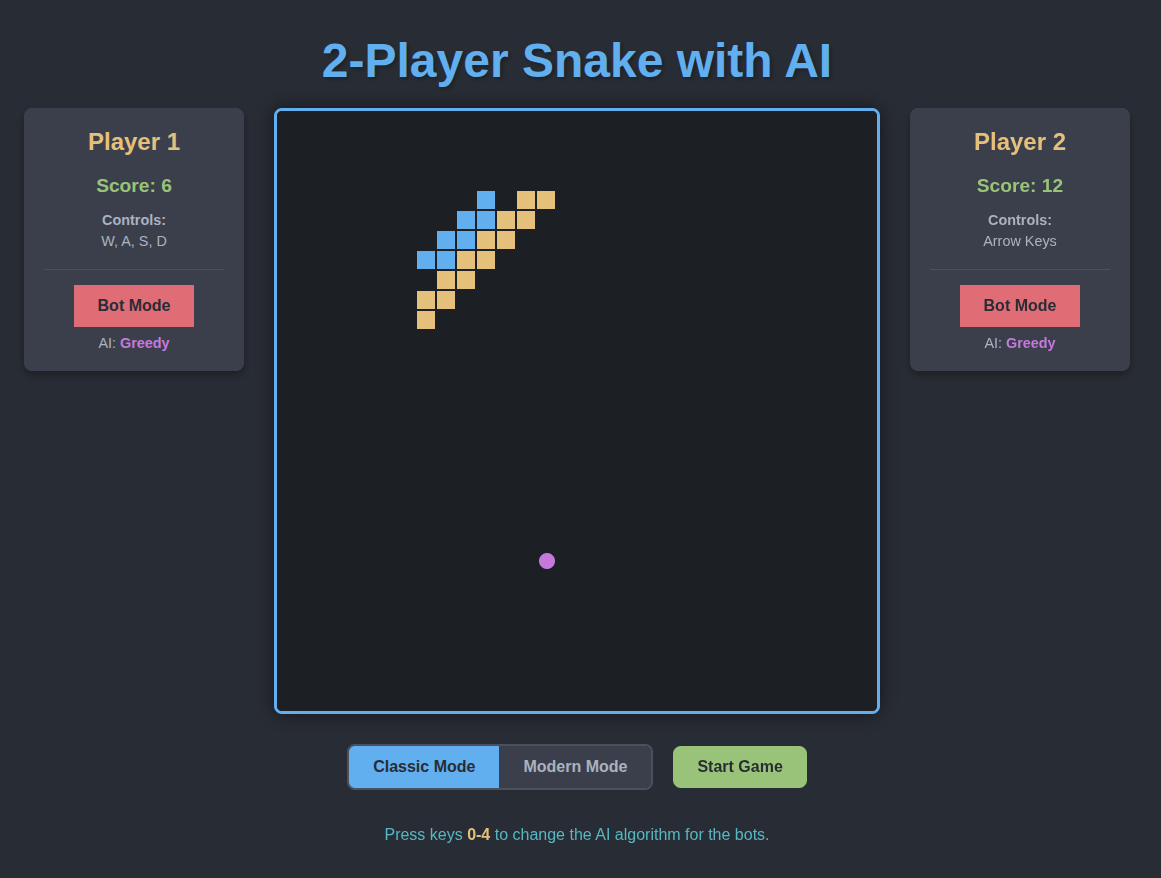 2-Player Snake with AI
Player 1
Score: 6
Controls:
W, A, S, D
Bot Mode
AI: Greedy
Player 2
Score: 12
Controls:
Arrow Keys
Bot Mode
AI: Greedy
Classic Mode
Modern Mode
Start Game
Press keys 0-4 to change the AI algorithm for the bots.